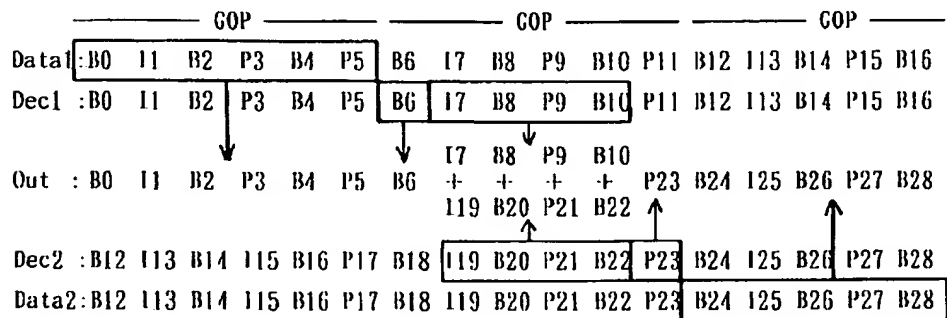 GOP GOP GOP
Data1:B0 I1 B2 P3 B4 P5 B6 I7 B8 P9 B10 P11 B12 I13 B14 P15 B16
Dec1 :B0 I1 B2 P3 B4 P5 B6 I7 B8 P9 B10 P11 B12 I13 B14 P15 B16
I7 B8 P9 B10
Out : B0 I1 B2 P3 B4 P5 B6 + + + + P23 B24 I25 B26 P27 B28
I19 B20 P21 B22
Dec2 :B12 I13 B14 I15 B16 P17 B18 I19 B20 P21 B22 P23 B24 I25 B26 P27 B28
Data2:B12 I13 B14 I15 B16 P17 B18 I19 B20 P21 B22 P23 B24 I25 B26 P27 B28